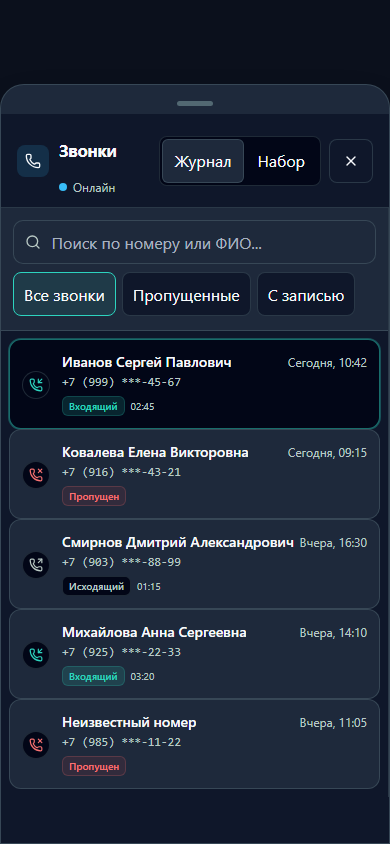 Звонки
Онлайн
Журнал Набор
Поиск по номеру или ФИО...
Все звонки Пропущенные С записью
Иванов Сергей Павлович Сегодня, 10:42
+7 (999) ***-45-67
Входящий 02:45
Ковалева Елена Викторовна Сегодня, 09:15
+7 (916) ***-43-21
Пропущен
Смирнов Дмитрий Александрович Вчера, 16:30
+7 (903) ***-88-99
Исходящий 01:15
Михайлова Анна Сергеевна Вчера, 14:10
+7 (925) ***-22-33
Входящий 03:20
Неизвестный номер Вчера, 11:05
+7 (985) ***-11-22
Пропущен